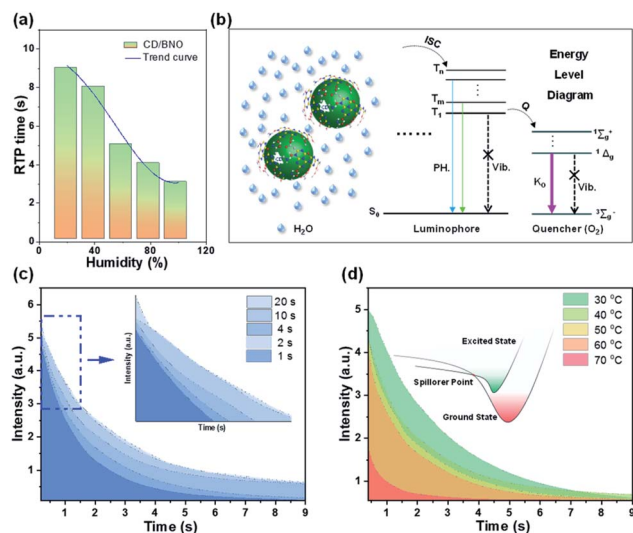 (a)
RTP time (s)
10
8
6
4
2
0
CD/BNO
Trend curve
0
40
80
120
Humidity (%)
(b)
H₂O
ISC
Tn
Tm
T1
PH.
Vib.
S0
Luminophore
Energy
Level
Diagram
Q
¹Σg⁺
¹Δg
Ko
Vib.
³Σg⁻
Quencher (O₂)
(c)
Intensity (a.u.)
6
5
4
3
2
1
1
2
3
4
5
6
7
8
9
Time (s)
Intensity (a.u.)
Time (s)
20 s
10 s
4 s
2 s
1 s
(d)
Intensity (a.u.)
5
4
3
2
1
1
2
3
4
5
6
7
8
9
Time (s)
Excited State
Spillorer Point
Ground State
30 °C
40 °C
50 °C
60 °C
70 °C